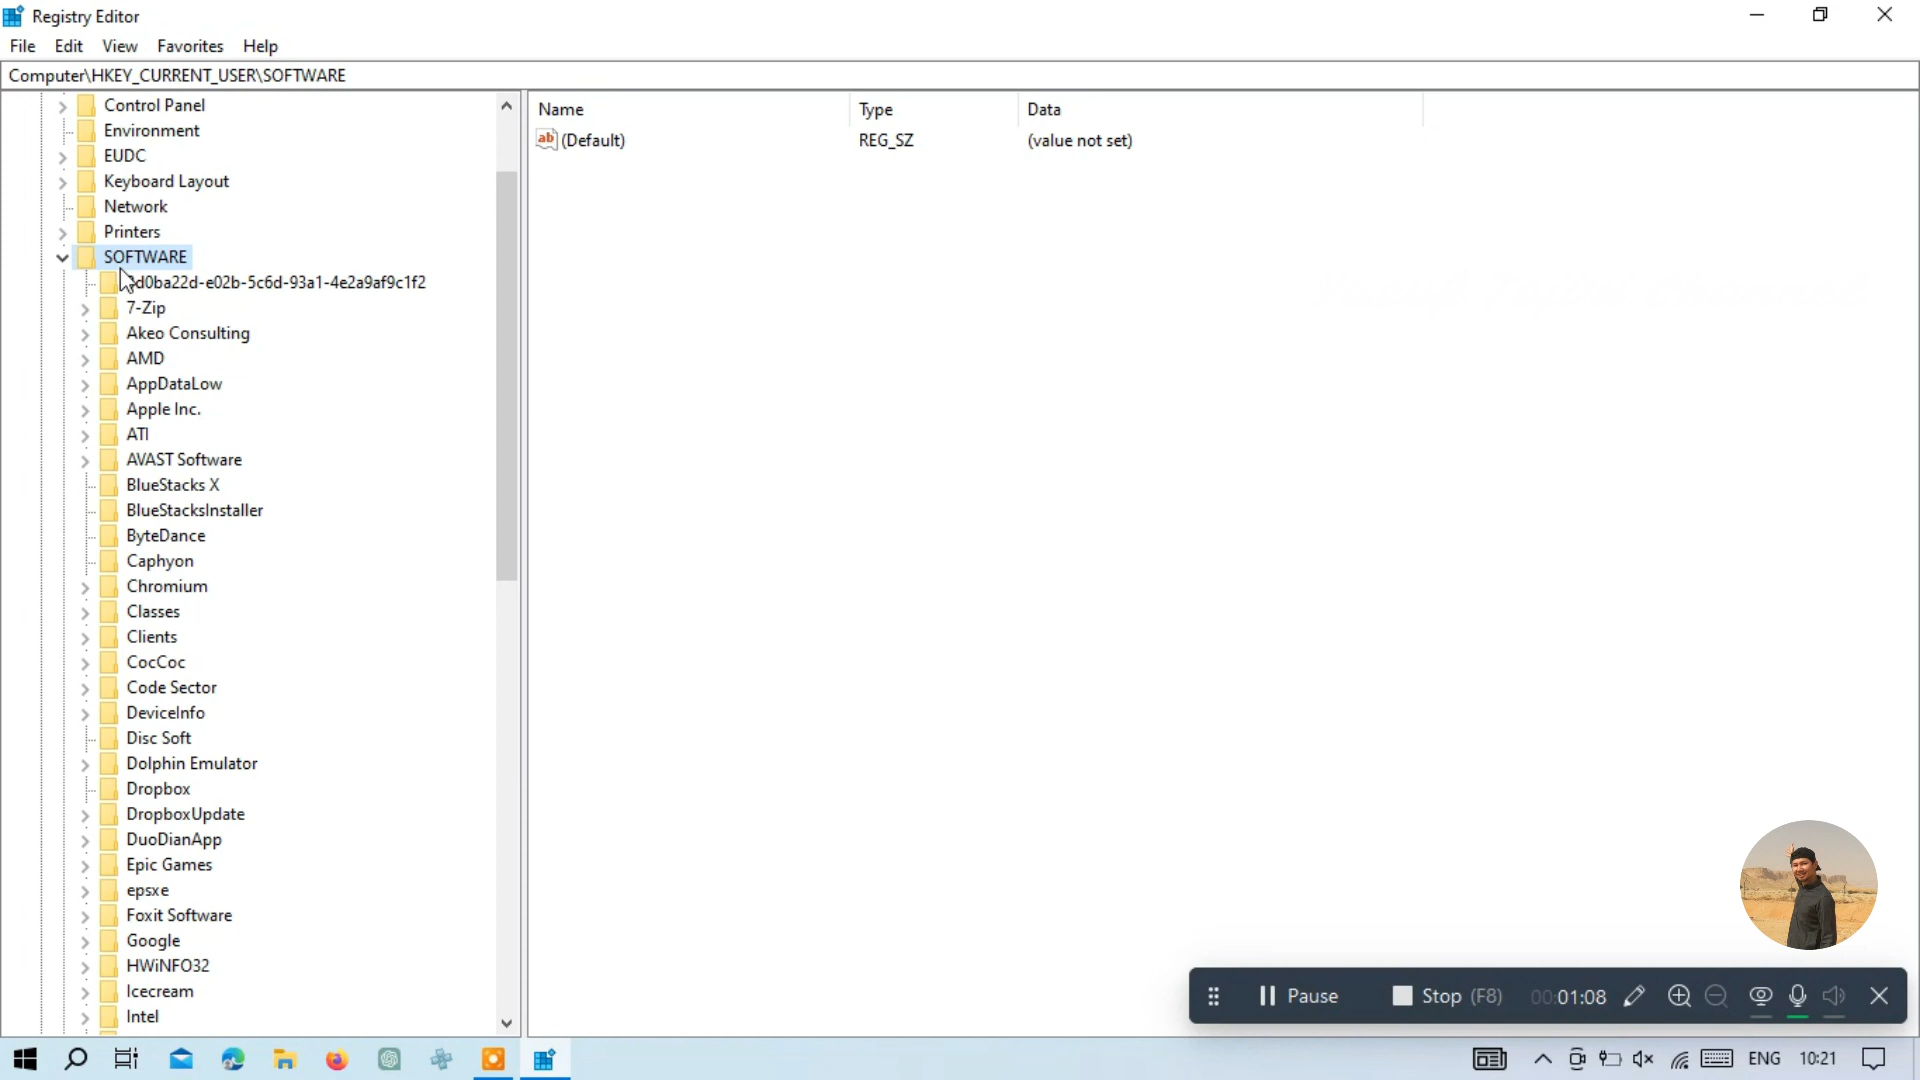 Registry Editor
File Edit View Favorites Help
Computer\HKEY_CURRENT_USER\SOFTWARE
Name Type Data
(Default) REG_SZ (value not set)
Control Panel
Environment
EUDC
Keyboard Layout
Network
Printers
SOFTWARE
d0ba22d-e02b-5c6d-93a1-4e2a9af9c1f2
7-Zip
Akeo Consulting
AMD
AppDataLow
Apple Inc.
ATI
AVAST Software
BlueStacks X
BlueStacksInstaller
ByteDance
Caphyon
Chromium
Classes
Clients
CocCoc
Code Sector
DeviceInfo
Disc Soft
Dolphin Emulator
Dropbox
DropboxUpdate
DuoDianApp
Epic Games
epsxe
Foxit Software
Google
HWiNFO32
Icecream
Intel
Pause Stop (F8) 00:01:08
ENG 10:21